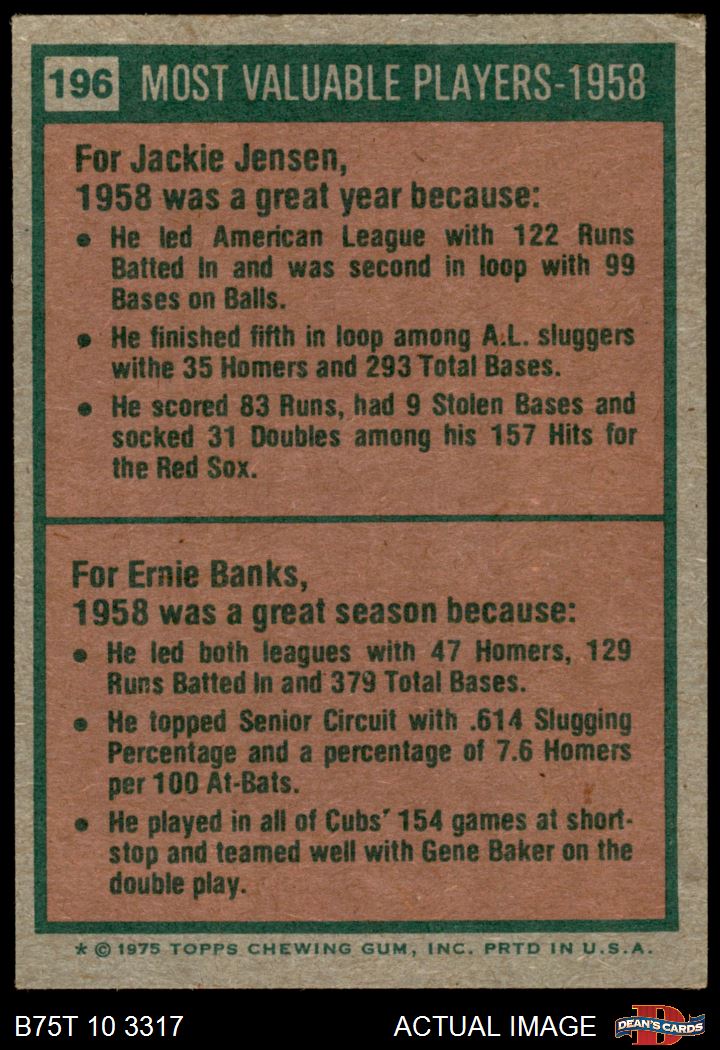 196 MOST VALUABLE PLAYERS-1958
For Jackie Jensen,
1958 was a great year because:
• He led American League with 122 Runs
Batted In and was second in loop with 99
Bases on Balls.
• He finished fifth in loop among A.L. sluggers
withe 35 Homers and 293 Total Bases.
• He scored 83 Runs, had 9 Stolen Bases and
socked 31 Doubles among his 157 Hits for
the Red Sox.
For Ernie Banks,
1958 was a great season because:
• He led both leagues with 47 Homers, 129
Runs Batted In and 379 Total Bases.
• He topped Senior Circuit with .614 Slugging
Percentage and a percentage of 7.6 Homers
per 100 At-Bats.
• He played in all of Cubs' 154 games at short-
stop and teamed well with Gene Baker on the
double play.
* © 1975 TOPPS CHEWING GUM, INC. PRTD IN U.S.A.
B75T 10 3317 ACTUAL IMAGE
D
DEAN'S CARDS